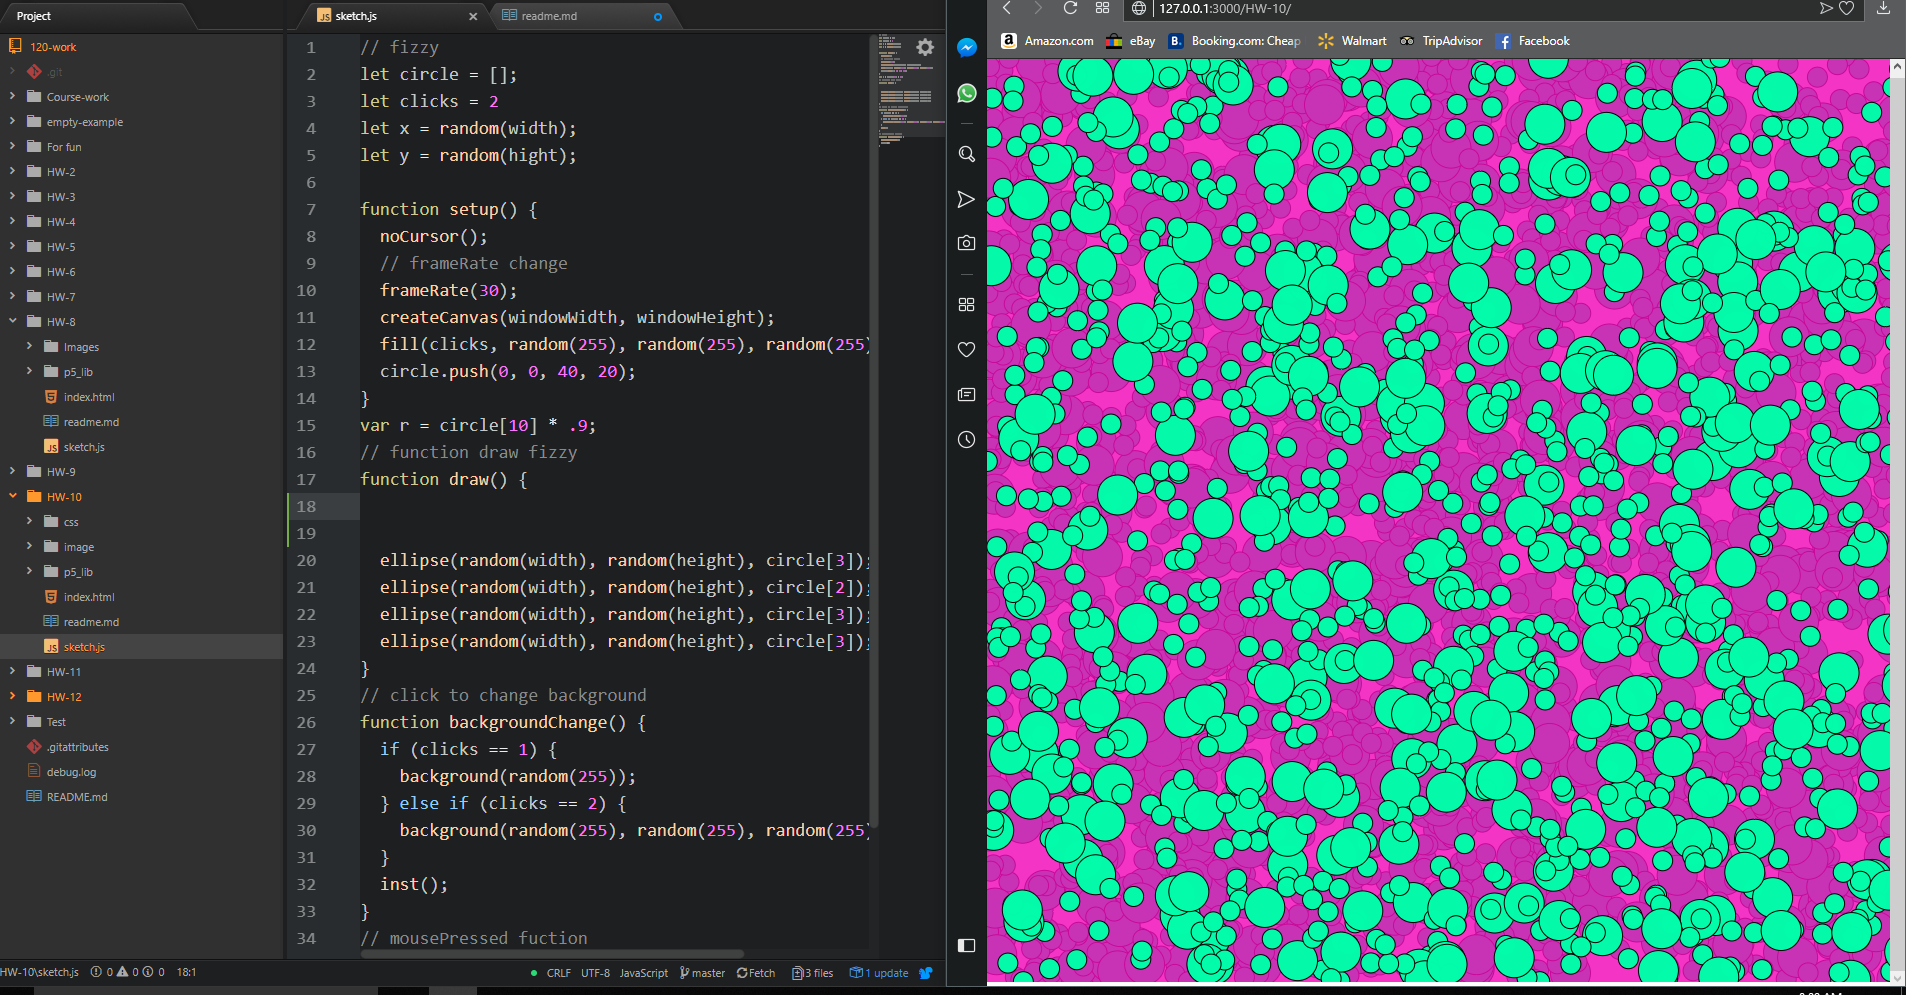 Project
120-work
.git
Course-work
empty-example
For fun
HW-2
HW-3
HW-4
HW-5
HW-6
HW-7
HW-8
Images
p5_lib
index.html
readme.md
sketch.js
HW-9
HW-10
css
image
p5_lib
index.html
readme.md
sketch.js
HW-11
HW-12
Test
.gitattributes
debug.log
README.md
sketch.js
readme.md
1 // fizzy
2 let circle = [];
3 let clicks = 2
4 let x = random(width);
5 let y = random(hight);
6
7 function setup() {
8 noCursor();
9 // frameRate change
10 frameRate(30);
11 createCanvas(windowWidth, windowHeight);
12 fill(clicks, random(255), random(255), random(255)
13 circle.push(0, 0, 40, 20);
14 }
15 var r = circle[10] * .9;
16 // function draw fizzy
17 function draw() {
18
19
20 ellipse(random(width), random(height), circle[3]);
21 ellipse(random(width), random(height), circle[2]);
22 ellipse(random(width), random(height), circle[3]);
23 ellipse(random(width), random(height), circle[3]);
24 }
25 // click to change background
26 function backgroundChange() {
27 if (clicks == 1) {
28 background(random(255));
29 } else if (clicks == 2) {
30 background(random(255), random(255), random(255)
31 }
32 inst();
33 }
34 // mousePressed fuction
HW-10\sketch.js 0 0 0 18:1
CRLF UTF-8 JavaScript master Fetch 3 files 1 update
127.0.0.1:3000/HW-10/
Amazon.com eBay Booking.com: Cheap Walmart TripAdvisor Facebook